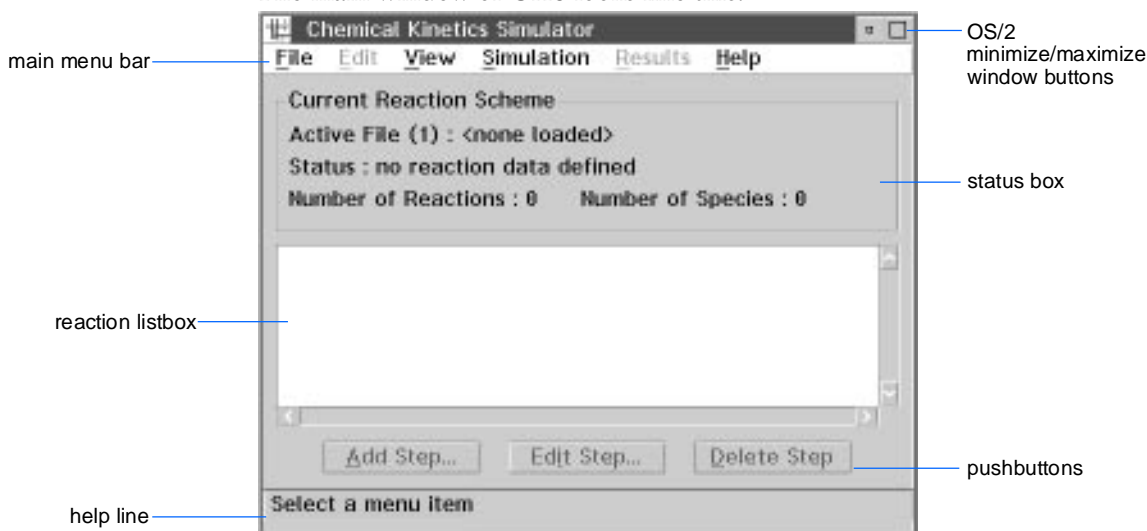 Chemical Kinetics Simulator
OS/2
minimize/maximize
window buttons
main menu bar
File Edit View Simulation Results Help
Current Reaction Scheme
Active File (1) : <none loaded>
Status : no reaction data defined
status box
Number of Reactions : 0 Number of Species : 0
reaction listbox
Add Step... Edit Step... Delete Step
pushbuttons
Select a menu item
help line